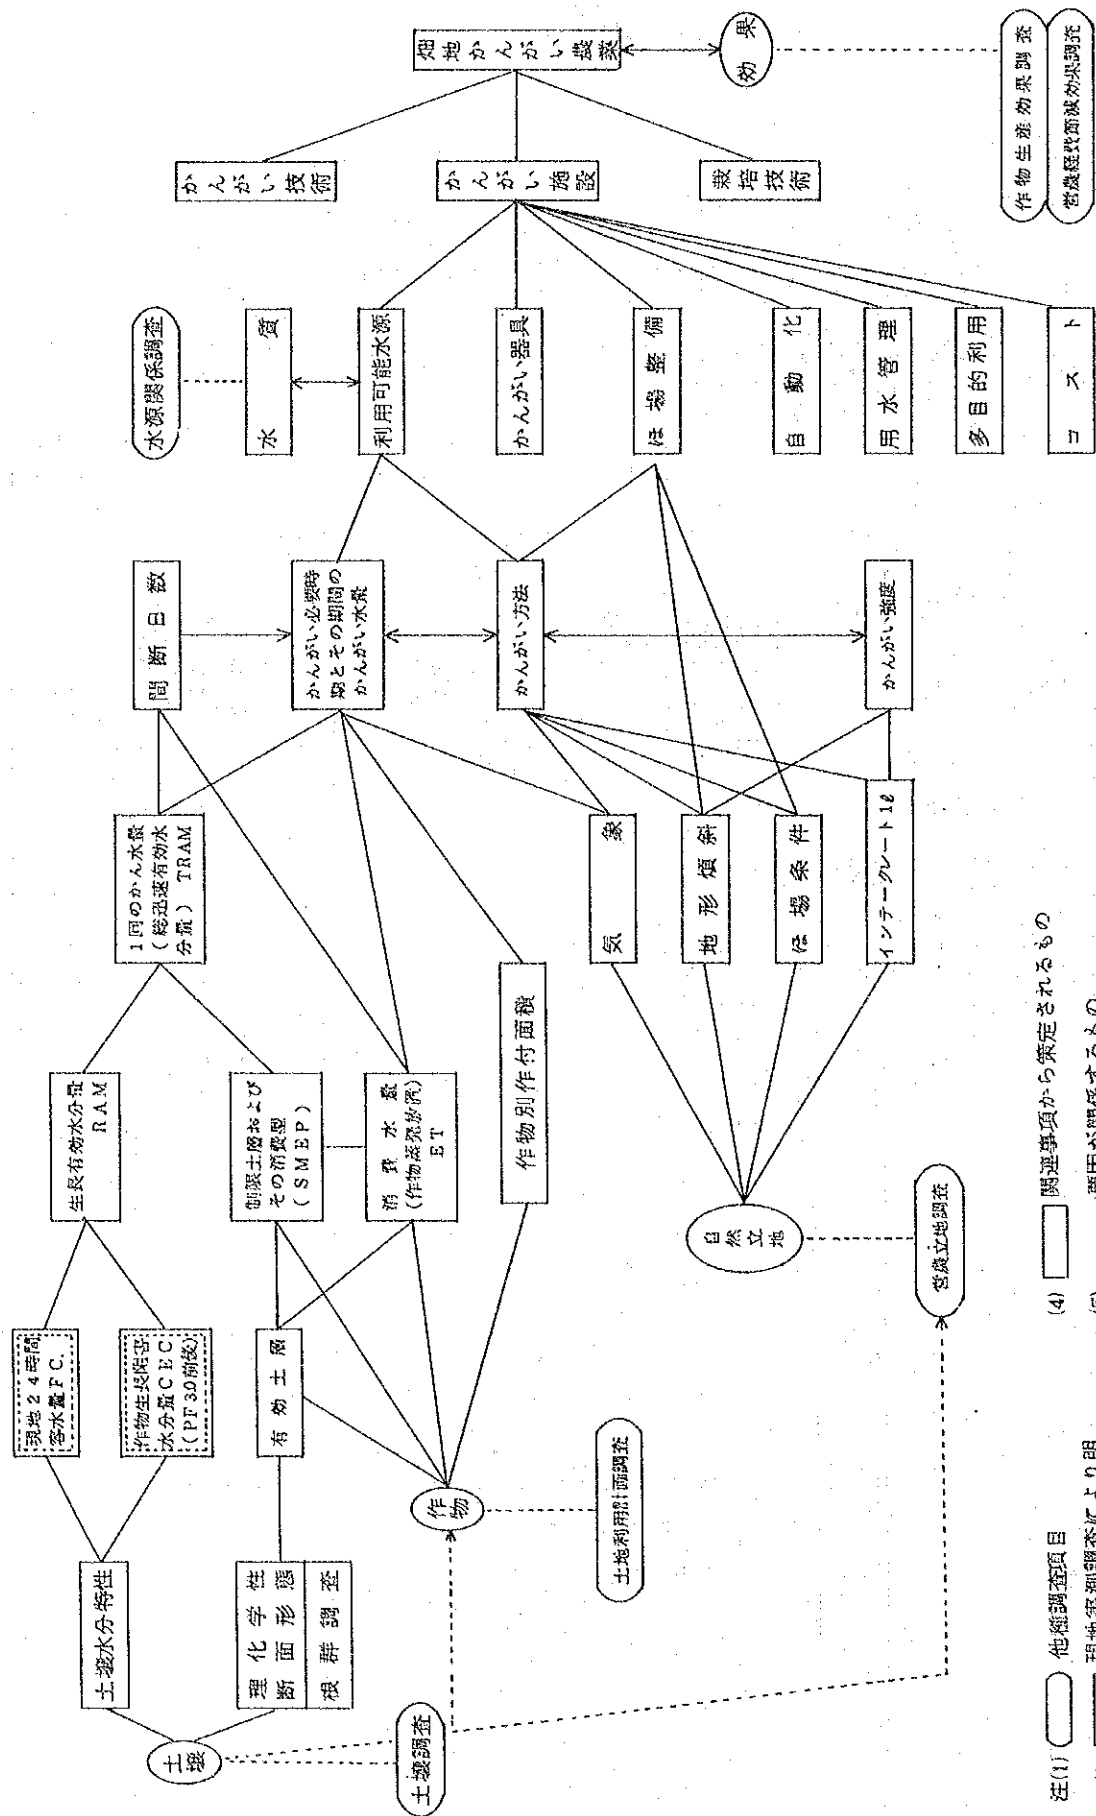 土壌
土壌調査
土壌水分特性
理化学性
断面形態
根群調査
現地24時間
容水量FC.
作物生長阻害
水分量CEC
(PF3.0前後)
有効土層
作物
土地利用計画調査
生長有効水分量
RAM
制限土層および
その消費型
(SMEP)
消費水量
(作物蒸発散量)
ET
作物別作付面積
自然立地
営農立地調査
1回のかん水量
(総迅速有効水
分量) TRAM
気象
地形傾斜
ほ場条件
インテークレート1ℓ
間断日数
かんがい必要時
期とその期間の
かんがい水量
かんがい方法
かんがい強度
水源関係調査
水質
利用可能水源
かんがい器具
ほ場整備
自動化
用水管理
多目的利用
コスト
かんがい技術
かんがい施設
栽培技術
畑地かんがい農業
効果
作物生産効果調査
営農経費節減効果調査
注(1) 他種調査項目
(4) 関連事項から策定されるもの